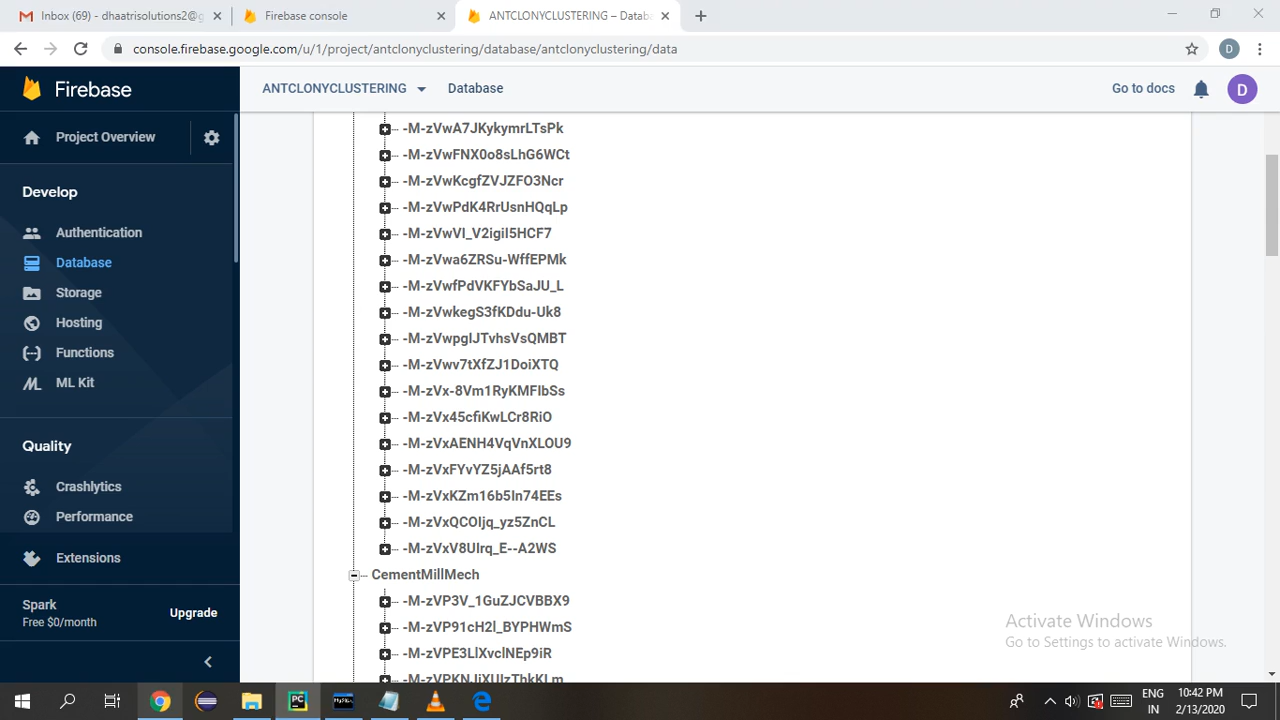 Inbox (69) - dhaatrisolutions2@g
Firebase console
ANTCLONYCLUSTERING – Datab
console.firebase.google.com/u/1/project/antclonyclustering/database/antclonyclustering/data
D
Firebase
ANTCLONYCLUSTERING
Database
Go to docs
D
Project Overview
Develop
Authentication
Database
Storage
Hosting
Functions
ML Kit
Quality
Crashlytics
Performance
Extensions
Spark
Free $0/month
Upgrade
-M-zVwA7JKykymrLTsPk
-M-zVwFNX0o8sLhG6WCt
-M-zVwKcgfZVJZFO3Ncr
-M-zVwPdK4RrUsnHQqLp
-M-zVwVI_V2igiI5HCF7
-M-zVwa6ZRSu-WffEPMk
-M-zVwfPdVKFYbSaJU_L
-M-zVwkegS3fKDdu-Uk8
-M-zVwpglJTvhsVsQMBT
-M-zVwv7tXfZJ1DoiXTQ
-M-zVx-8Vm1RyKMFIbSs
-M-zVx45cfiKwLCr8RiO
-M-zVxAENH4VqVnXLOU9
-M-zVxFYvYZ5jAAf5rt8
-M-zVxKZm16b5In74EEs
-M-zVxQCOIjq_yz5ZnCL
-M-zVxV8UIrq_E--A2WS
CementMillMech
-M-zVP3V_1GuZJCVBBX9
-M-zVP91cH2l_BYPHWmS
-M-zVPE3LlXvclNEp9iR
Activate Windows
Go to Settings to activate Windows.
PC
ENG
IN
10:42 PM
2/13/2020